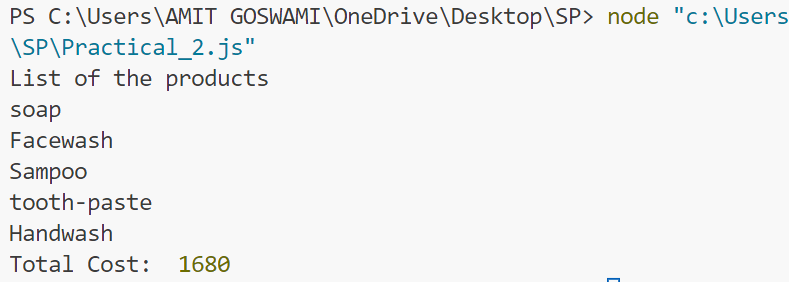 PS C:\Users\AMIT GOSWAMI\OneDrive\Desktop\SP> node "c:\Users
\SP\Practical_2.js"
List of the products
soap
Facewash
Sampoo
tooth-paste
Handwash
Total Cost:  1680